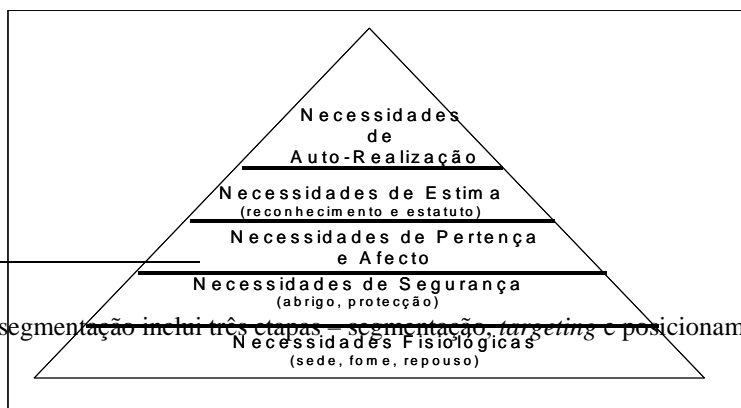 Necessidades
de
Auto-Realização
Necessidades de Estima
(reconhecimento e estatuto)
Necessidades de Pertença
e Afecto
Necessidades de Segurança
(abrigo, protecção)
segmentação inclui três etapas – segmentação, targeting e posicionam
Necessidades Fisiológicas
(sede, fome, repouso)